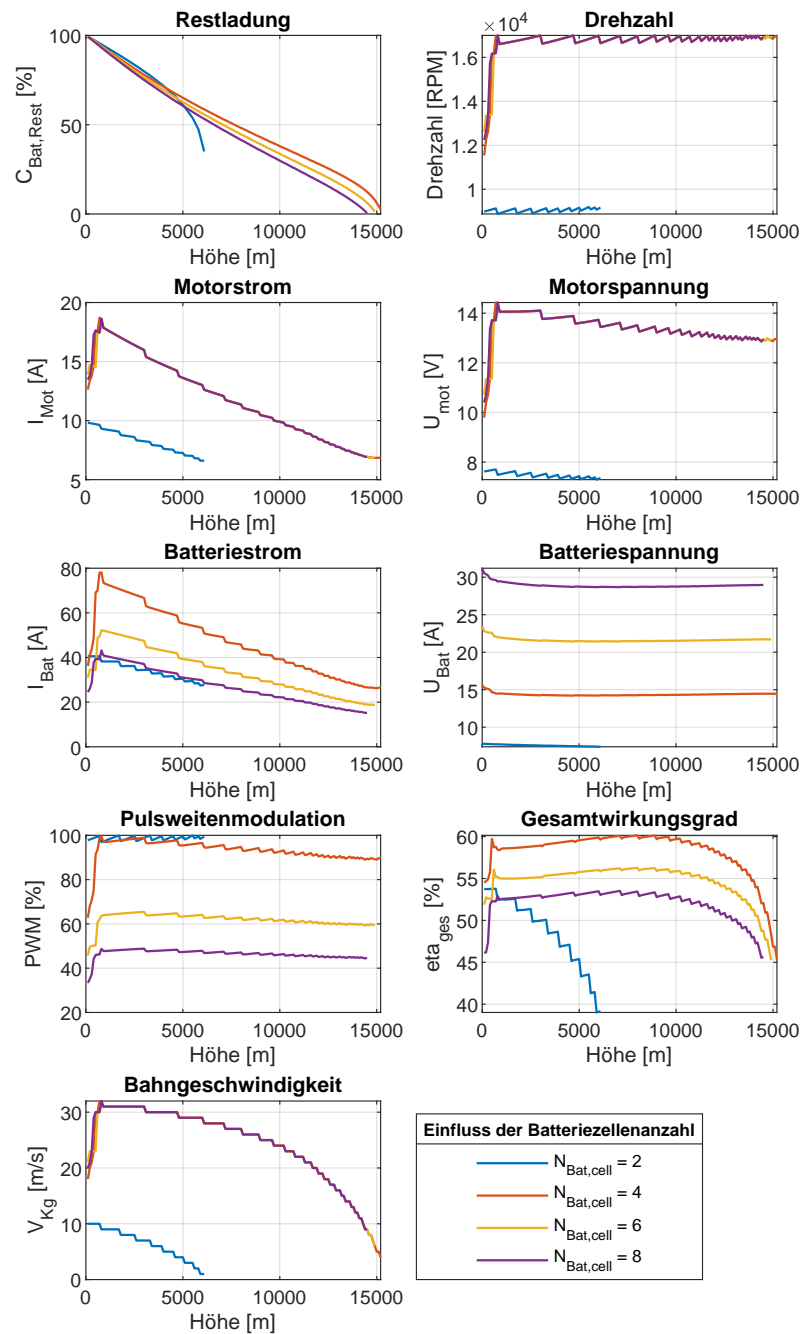 Restladung
C_Bat,Rest [%]
100
50
0
0 5000 10000 15000
Höhe [m]
Drehzahl
× 10^4
Drehzahl [RPM]
1.6
1.4
1.2
1
0 5000 10000 15000
Höhe [m]
Motorstrom
I_Mot [A]
20
15
10
5
0 5000 10000 15000
Höhe [m]
Motorspannung
U_mot [V]
14
12
10
8
0 5000 10000 15000
Höhe [m]
Batteriestrom
I_Bat [A]
80
60
40
20
0
0 5000 10000 15000
Höhe [m]
Batteriespannung
U_Bat [A]
30
25
20
15
10
0 5000 10000 15000
Höhe [m]
Pulsweitenmodulation
PWM [%]
100
80
60
40
20
0 5000 10000 15000
Höhe [m]
Gesamtwirkungsgrad
eta_ges [%]
60
55
50
45
40
0 5000 10000 15000
Höhe [m]
Bahngeschwindigkeit
V_Kg [m/s]
30
20
10
0
0 5000 10000 15000
Höhe [m]
Einfluss der Batteriezellenanzahl
N_Bat,cell = 2
N_Bat,cell = 4
N_Bat,cell = 6
N_Bat,cell = 8